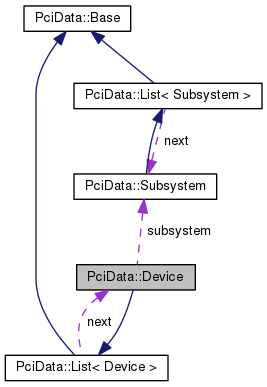 PciData::Base
PciData::List< Subsystem >
next
PciData::Subsystem
subsystem
PciData::Device
next
PciData::List< Device >